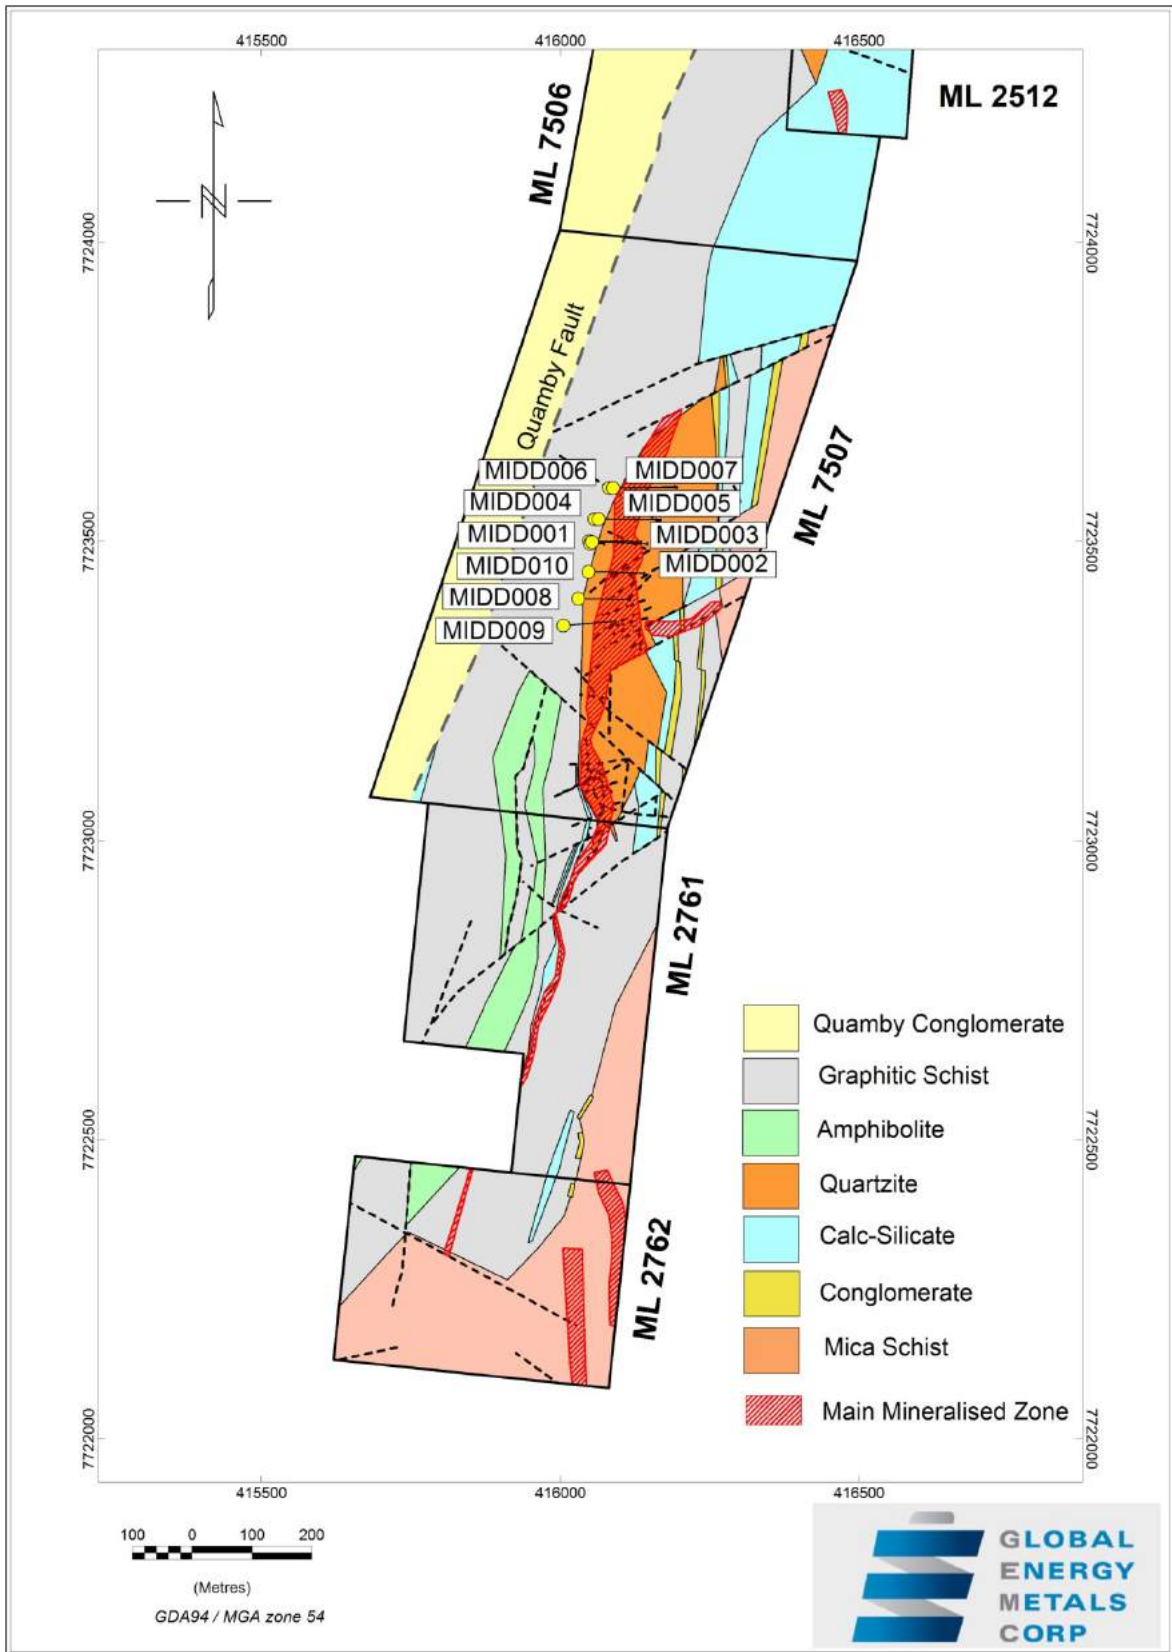 415500
416000
416500
ML 7506
ML 2512
N
7724000
7724000
Quamby Fault
ML 7507
MIDD006
MIDD007
MIDD004
MIDD005
MIDD001
MIDD003
MIDD010
MIDD002
MIDD008
MIDD009
7723500
7723500
7723000
7723000
ML 2761
7722500
7722500
ML 2762
7722000
7722000
Quamby Conglomerate
Graphitic Schist
Amphibolite
Quartzite
Calc-Silicate
Conglomerate
Mica Schist
Main Mineralised Zone
415500
416000
416500
100 0 100 200
(Metres)
GDA94 / MGA zone 54
GLOBAL
ENERGY
METALS
CORP